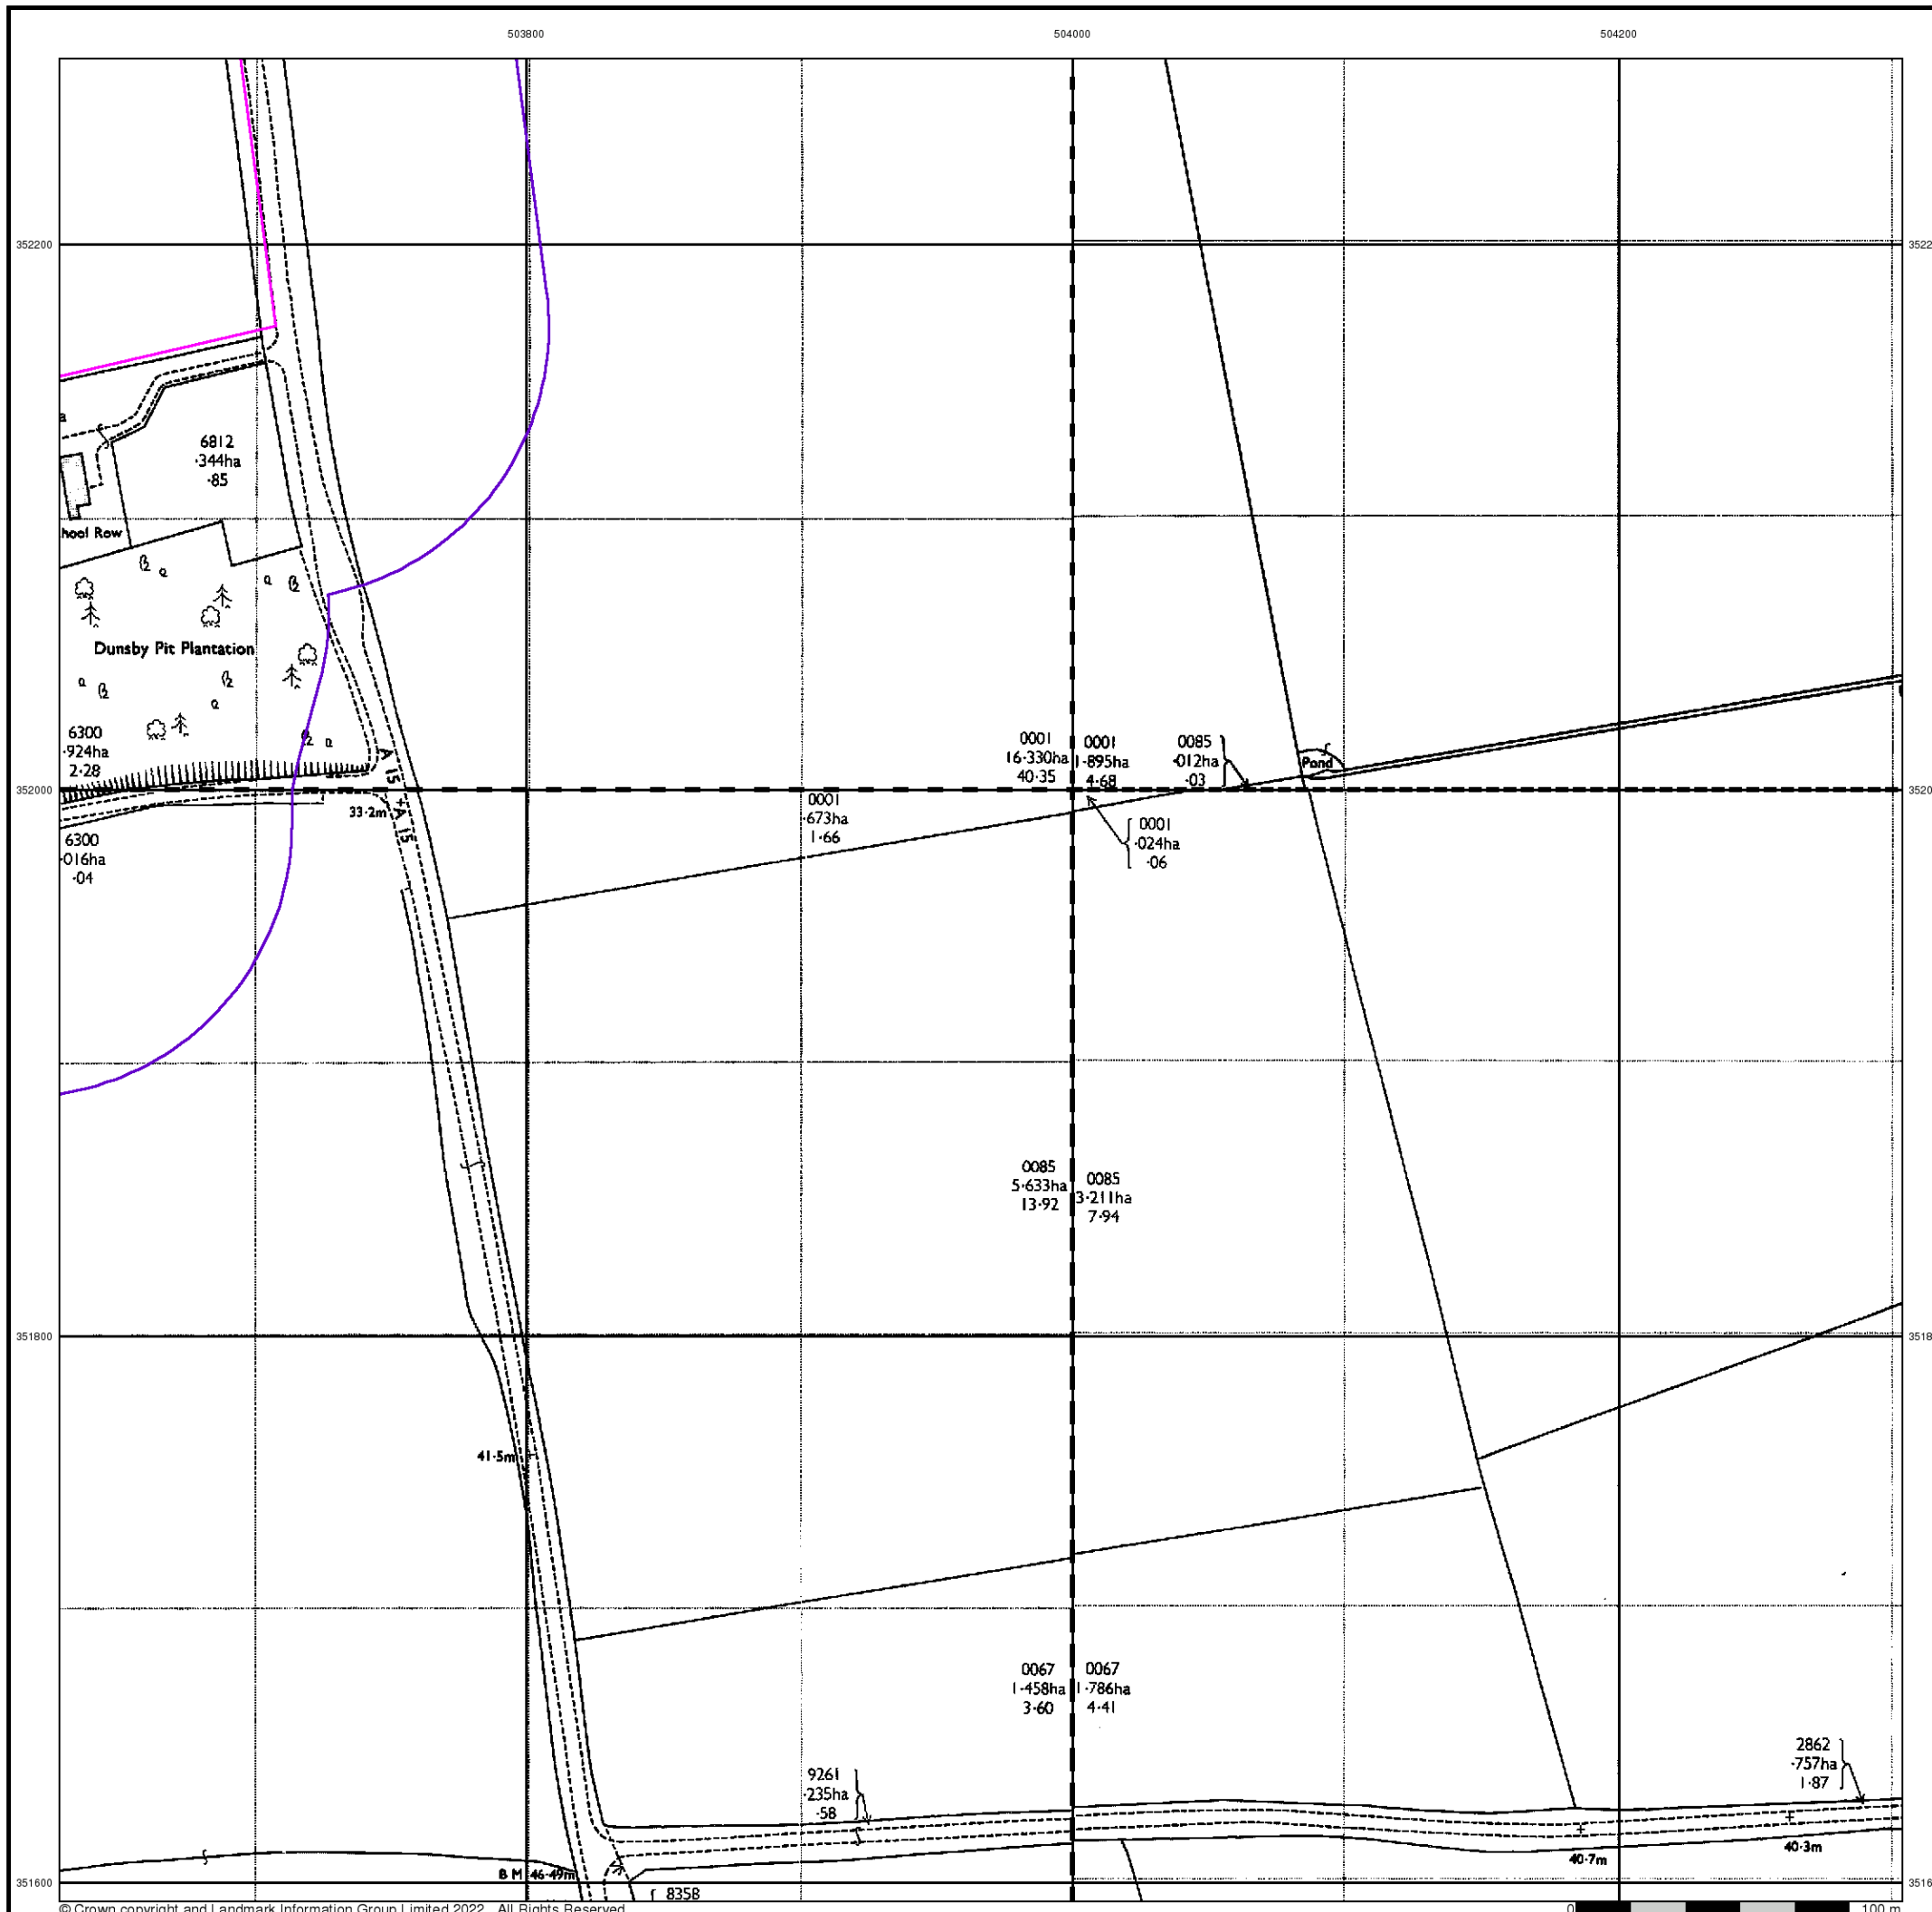 503800
504000
504200
352200
3522
a
6812
·344ha
·85
hool Row
Dunsby Pit Plantation
6300
·924ha
2·28
A 15
0001
16·330ha
40·35
0001
1·895ha
4·68
0085
·012ha
·03
Pond
352000
3520
33·2m
A 15
0001
·673ha
1·66
0001
·024ha
·06
6300
·016ha
·04
0085
5·633ha
13·92
0085
3·211ha
7·94
351800
3518
41·5m
0067
1·458ha
3·60
0067
1·786ha
4·41
9261
·235ha
·58
2862
·757ha
1·87
40·7m
40·3m
B M 46·49m
8358
351600
3516
© Crown copyright and Landmark Information Group Limited 2022. All Rights Reserved.
0
100 m